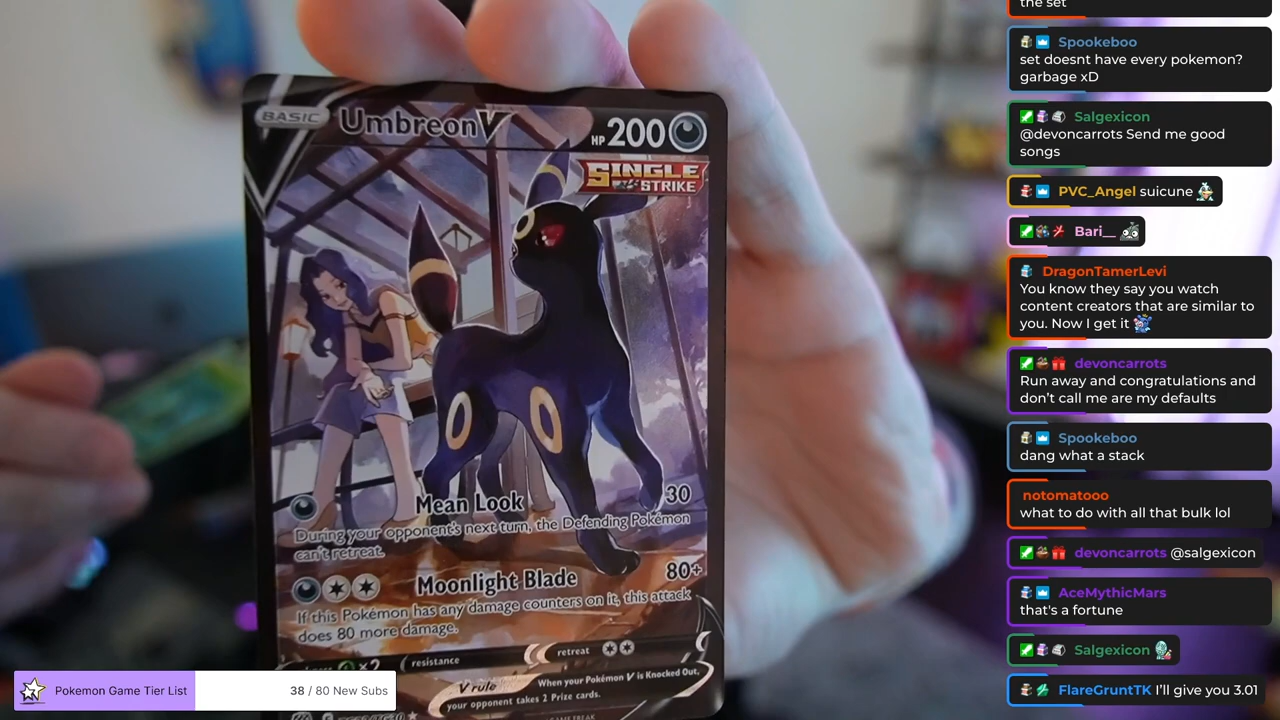 BASIC
Umbreon V
HP 200
SINGLE
STRIKE
Mean Look 30
During your opponent's next turn, the Defending Pokémon
can't retreat.
Moonlight Blade 80+
If this Pokémon has any damage counters on it, this attack
does 80 more damage.
×2 resistance retreat
V rule When your Pokémon V is Knocked Out,
your opponent takes 2 Prize cards.
Pokemon Game Tier List 38 / 80 New Subs
the set
Spookeboo
set doesnt have every pokemon?
garbage xD
Salgexicon
@devoncarrots Send me good
songs
PVC_Angel suicune
Bari__
DragonTamerLevi
You know they say you watch
content creators that are similar to
you. Now I get it
devoncarrots
Run away and congratulations and
don't call me are my defaults
Spookeboo
dang what a stack
notomatooo
what to do with all that bulk lol
devoncarrots @salgexicon
AceMythicMars
that's a fortune
Salgexicon
FlareGruntTK I'll give you 3.01